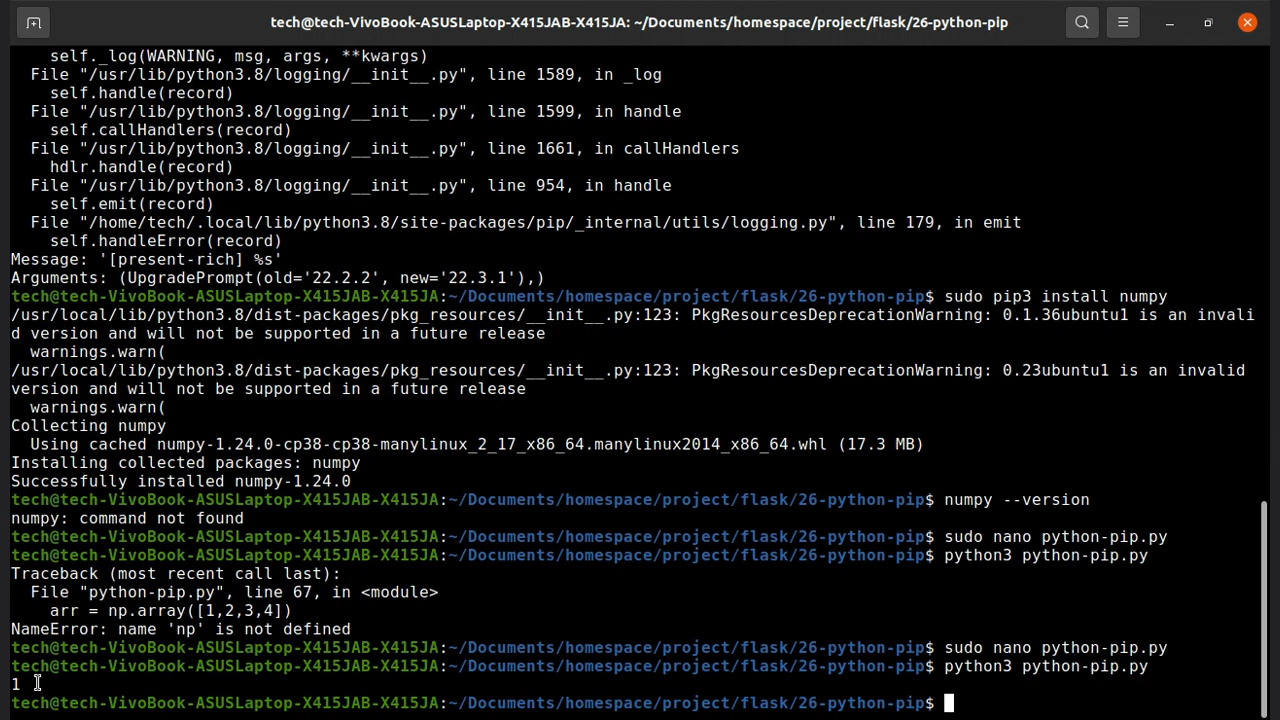 tech@tech-VivoBook-ASUSLaptop-X415JAB-X415JA: ~/Documents/homespace/project/flask/26-python-pip
    self._log(WARNING, msg, args, **kwargs)
  File "/usr/lib/python3.8/logging/__init__.py", line 1589, in _log
    self.handle(record)
  File "/usr/lib/python3.8/logging/__init__.py", line 1599, in handle
    self.callHandlers(record)
  File "/usr/lib/python3.8/logging/__init__.py", line 1661, in callHandlers
    hdlr.handle(record)
  File "/usr/lib/python3.8/logging/__init__.py", line 954, in handle
    self.emit(record)
  File "/home/tech/.local/lib/python3.8/site-packages/pip/_internal/utils/logging.py", line 179, in emit
    self.handleError(record)
Message: '[present-rich] %s'
Arguments: (UpgradePrompt(old='22.2.2', new='22.3.1'),)
tech@tech-VivoBook-ASUSLaptop-X415JAB-X415JA:~/Documents/homespace/project/flask/26-python-pip$ sudo pip3 install numpy
/usr/local/lib/python3.8/dist-packages/pkg_resources/__init__.py:123: PkgResourcesDeprecationWarning: 0.1.36ubuntu1 is an invali
d version and will not be supported in a future release
  warnings.warn(
/usr/local/lib/python3.8/dist-packages/pkg_resources/__init__.py:123: PkgResourcesDeprecationWarning: 0.23ubuntu1 is an invalid
version and will not be supported in a future release
  warnings.warn(
Collecting numpy
  Using cached numpy-1.24.0-cp38-cp38-manylinux_2_17_x86_64.manylinux2014_x86_64.whl (17.3 MB)
Installing collected packages: numpy
Successfully installed numpy-1.24.0
tech@tech-VivoBook-ASUSLaptop-X415JAB-X415JA:~/Documents/homespace/project/flask/26-python-pip$ numpy --version
numpy: command not found
tech@tech-VivoBook-ASUSLaptop-X415JAB-X415JA:~/Documents/homespace/project/flask/26-python-pip$ sudo nano python-pip.py
tech@tech-VivoBook-ASUSLaptop-X415JAB-X415JA:~/Documents/homespace/project/flask/26-python-pip$ python3 python-pip.py
Traceback (most recent call last):
  File "python-pip.py", line 67, in <module>
    arr = np.array([1,2,3,4])
NameError: name 'np' is not defined
tech@tech-VivoBook-ASUSLaptop-X415JAB-X415JA:~/Documents/homespace/project/flask/26-python-pip$ sudo nano python-pip.py
tech@tech-VivoBook-ASUSLaptop-X415JAB-X415JA:~/Documents/homespace/project/flask/26-python-pip$ python3 python-pip.py
1
tech@tech-VivoBook-ASUSLaptop-X415JAB-X415JA:~/Documents/homespace/project/flask/26-python-pip$